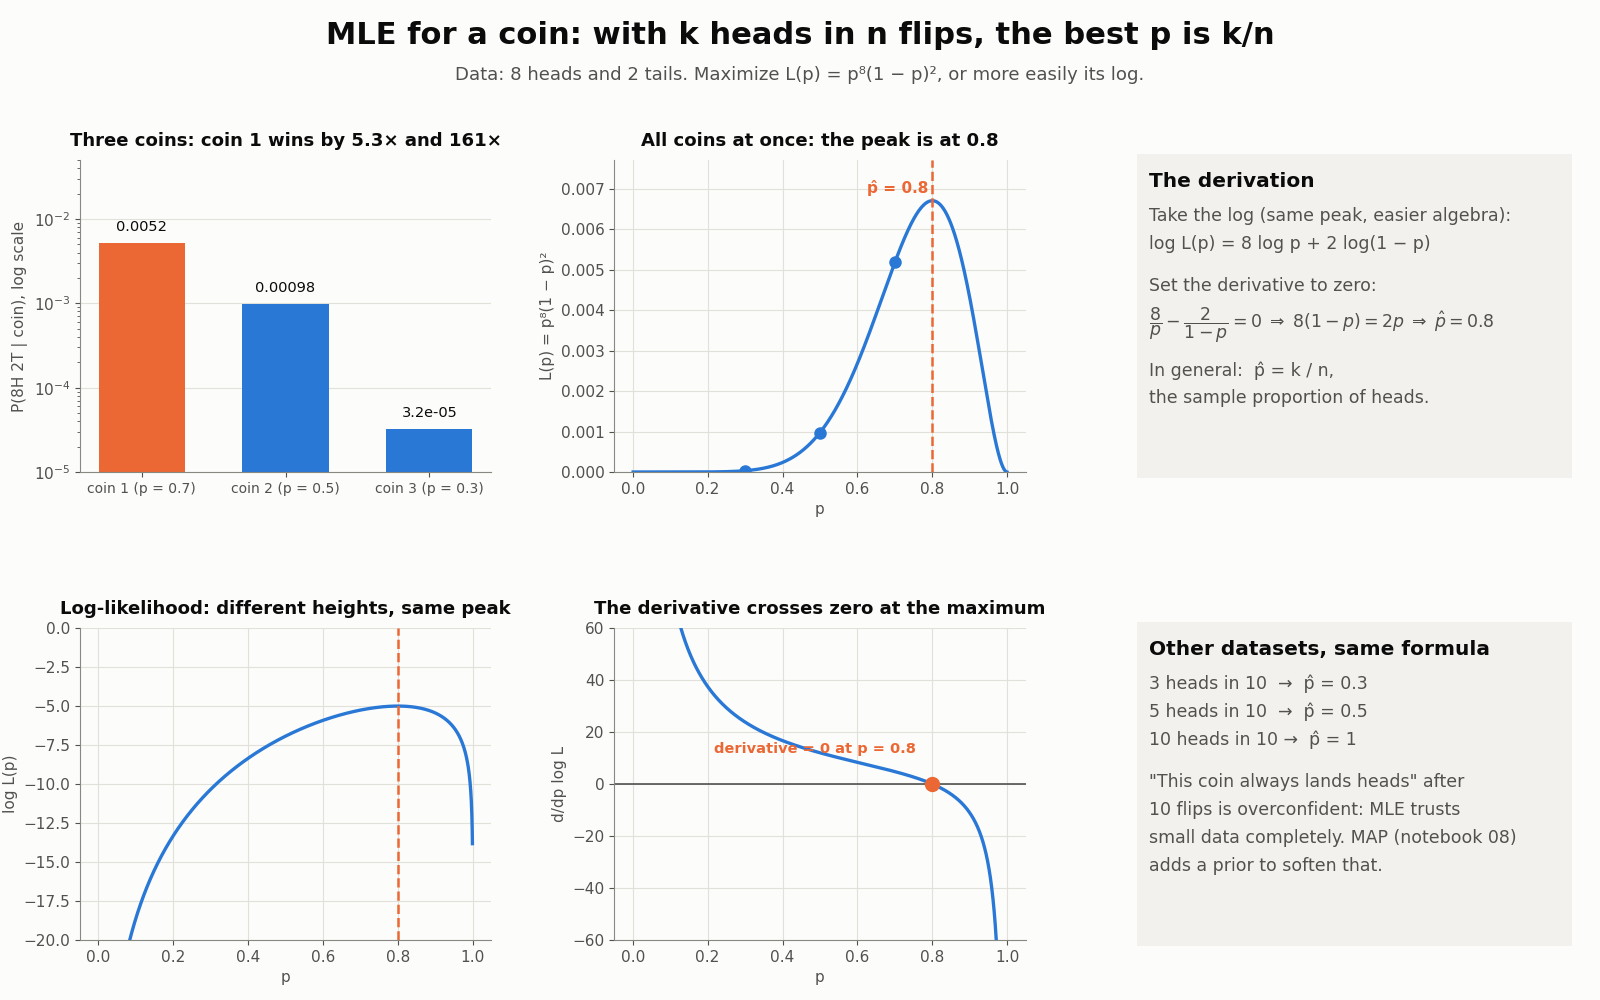 MLE for a coin: with k heads in n flips, the best p is k/n
Data: 8 heads and 2 tails. Maximize L(p) = p⁸(1 − p)², or more easily its log.
Three coins: coin 1 wins by 5.3× and 161×
P(8H 2T | coin), log scale
10⁻²
10⁻³
10⁻⁴
10⁻⁵
0.0052
0.00098
3.2e-05
coin 1 (p = 0.7)
coin 2 (p = 0.5)
coin 3 (p = 0.3)
All coins at once: the peak is at 0.8
L(p) = p⁸(1 − p)²
0.007
0.006
0.005
0.004
0.003
0.002
0.001
0.000
p̂ = 0.8
0.0 0.2 0.4 0.6 0.8 1.0
p
The derivation
Take the log (same peak, easier algebra):
log L(p) = 8 log p + 2 log(1 − p)
Set the derivative to zero:
8/p − 2/(1−p) = 0 ⇒ 8(1−p) = 2p ⇒ p̂ = 0.8
In general:  p̂ = k / n,
the sample proportion of heads.
Log-likelihood: different heights, same peak
log L(p)
0.0
−2.5
−5.0
−7.5
−10.0
−12.5
−15.0
−17.5
−20.0
0.0 0.2 0.4 0.6 0.8 1.0
p
The derivative crosses zero at the maximum
d/dp log L
60
40
20
0
−20
−40
−60
derivative = 0 at p = 0.8
0.0 0.2 0.4 0.6 0.8 1.0
p
Other datasets, same formula
3 heads in 10  →  p̂ = 0.3
5 heads in 10  →  p̂ = 0.5
10 heads in 10 →  p̂ = 1
"This coin always lands heads" after
10 flips is overconfident: MLE trusts
small data completely. MAP (notebook 08)
adds a prior to soften that.